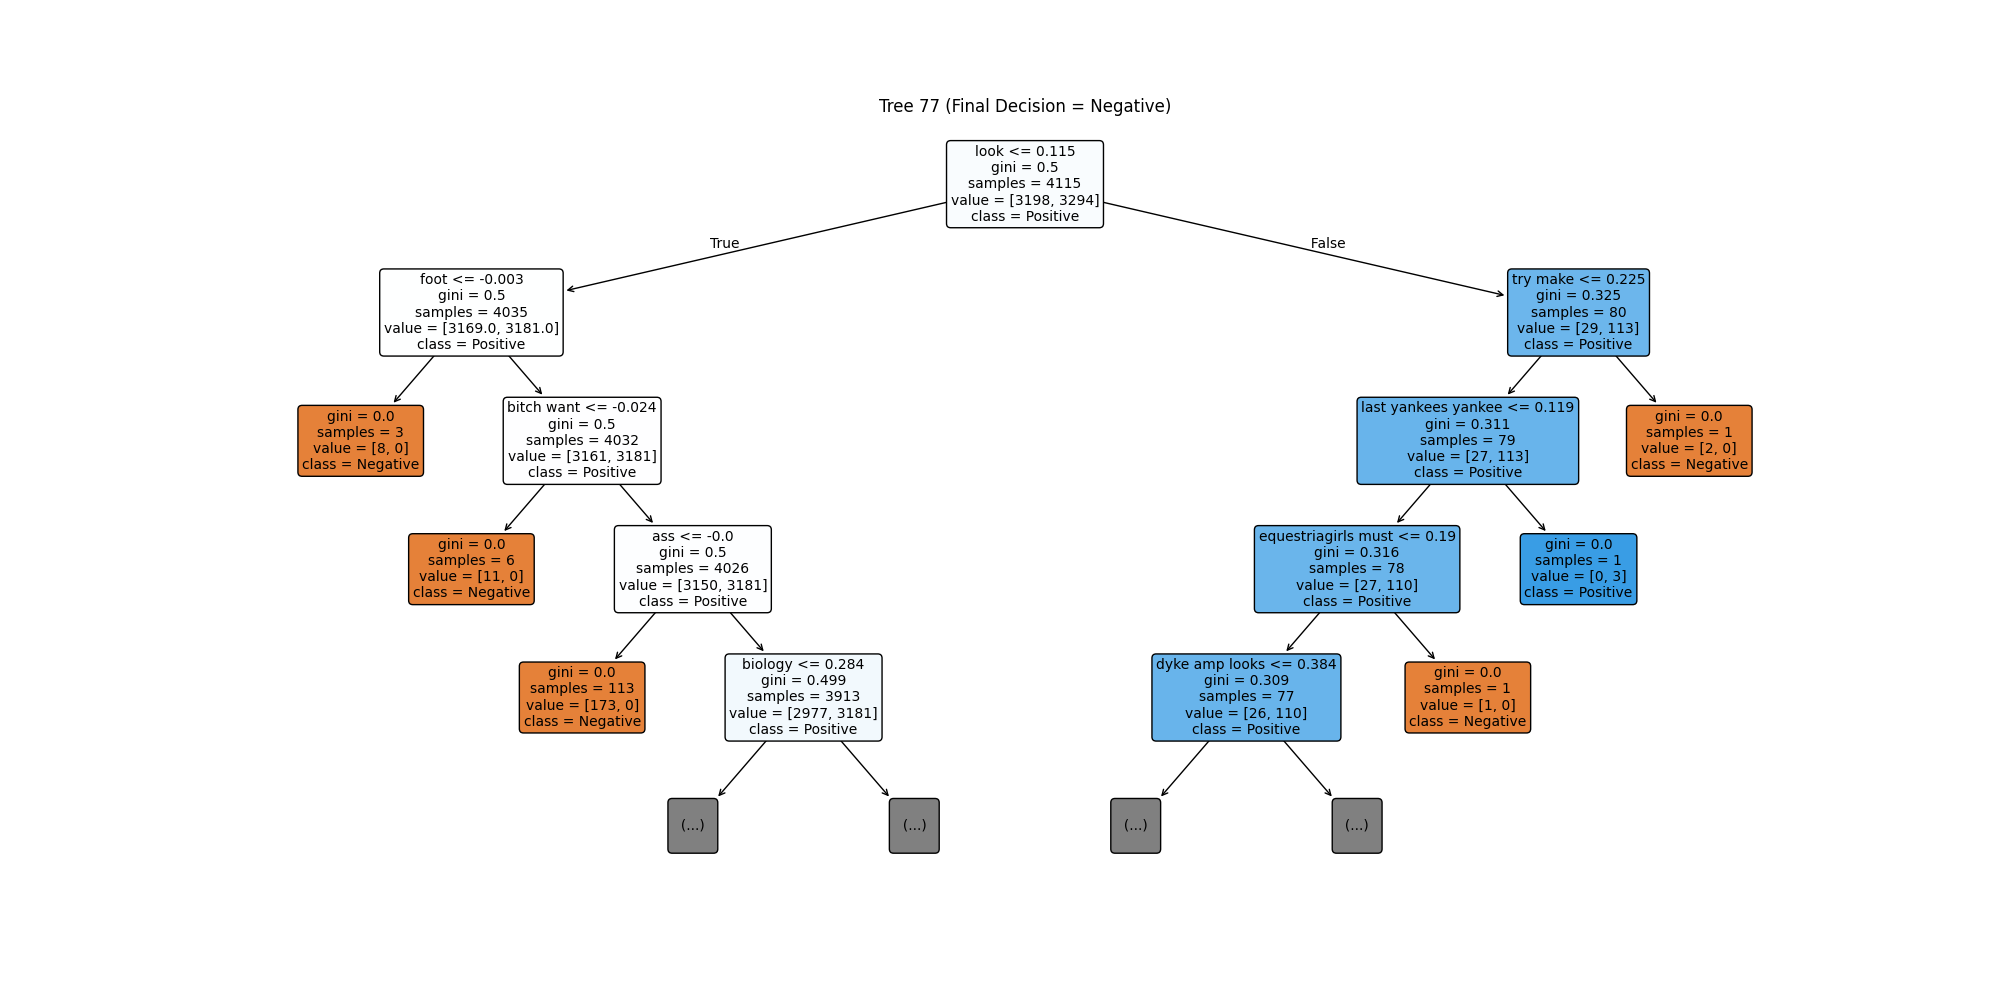 Tree 77 (Final Decision = Negative)
look <= 0.115
gini = 0.5
samples = 4115
value = [3198, 3294]
class = Positive
True
False
foot <= -0.003
gini = 0.5
samples = 4035
value = [3169.0, 3181.0]
class = Positive
try make <= 0.225
gini = 0.325
samples = 80
value = [29, 113]
class = Positive
gini = 0.0
samples = 3
value = [8, 0]
class = Negative
bitch want <= -0.024
gini = 0.5
samples = 4032
value = [3161, 3181]
class = Positive
last yankees yankee <= 0.119
gini = 0.311
samples = 79
value = [27, 113]
class = Positive
gini = 0.0
samples = 1
value = [2, 0]
class = Negative
gini = 0.0
samples = 6
value = [11, 0]
class = Negative
ass <= -0.0
gini = 0.5
samples = 4026
value = [3150, 3181]
class = Positive
equestriagirls must <= 0.19
gini = 0.316
samples = 78
value = [27, 110]
class = Positive
gini = 0.0
samples = 1
value = [0, 3]
class = Positive
gini = 0.0
samples = 113
value = [173, 0]
class = Negative
biology <= 0.284
gini = 0.499
samples = 3913
value = [2977, 3181]
class = Positive
dyke amp looks <= 0.384
gini = 0.309
samples = 77
value = [26, 110]
class = Positive
gini = 0.0
samples = 1
value = [1, 0]
class = Negative
(...)
(...)
(...)
(...)